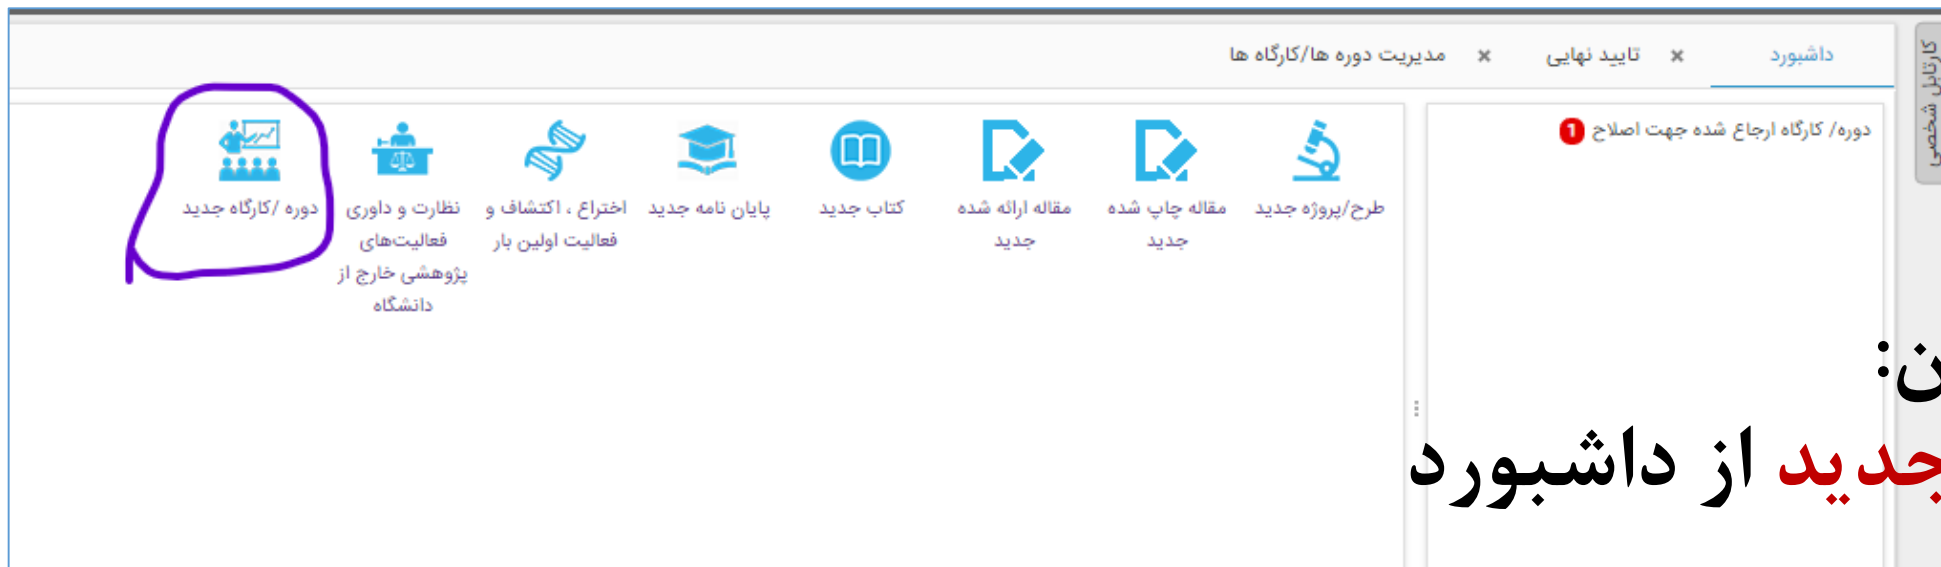 کارتابل شخصی
داشبورد
تایید نهایی
مدیریت دوره ها/کارگاه ها
دوره/ کارگاه ارجاع شده جهت اصلاح 1
طرح/پروژه جدید
مقاله چاپ شده
جدید
مقاله ارائه شده
جدید
کتاب جدید
پایان نامه جدید
اختراع ، اکتشاف و
فعالیت اولین بار
نظارت و داوری
فعالیت‌های
پژوهشی خارج از
دانشگاه
دوره /کارگاه جدید
ن:
جدید از داشبورد